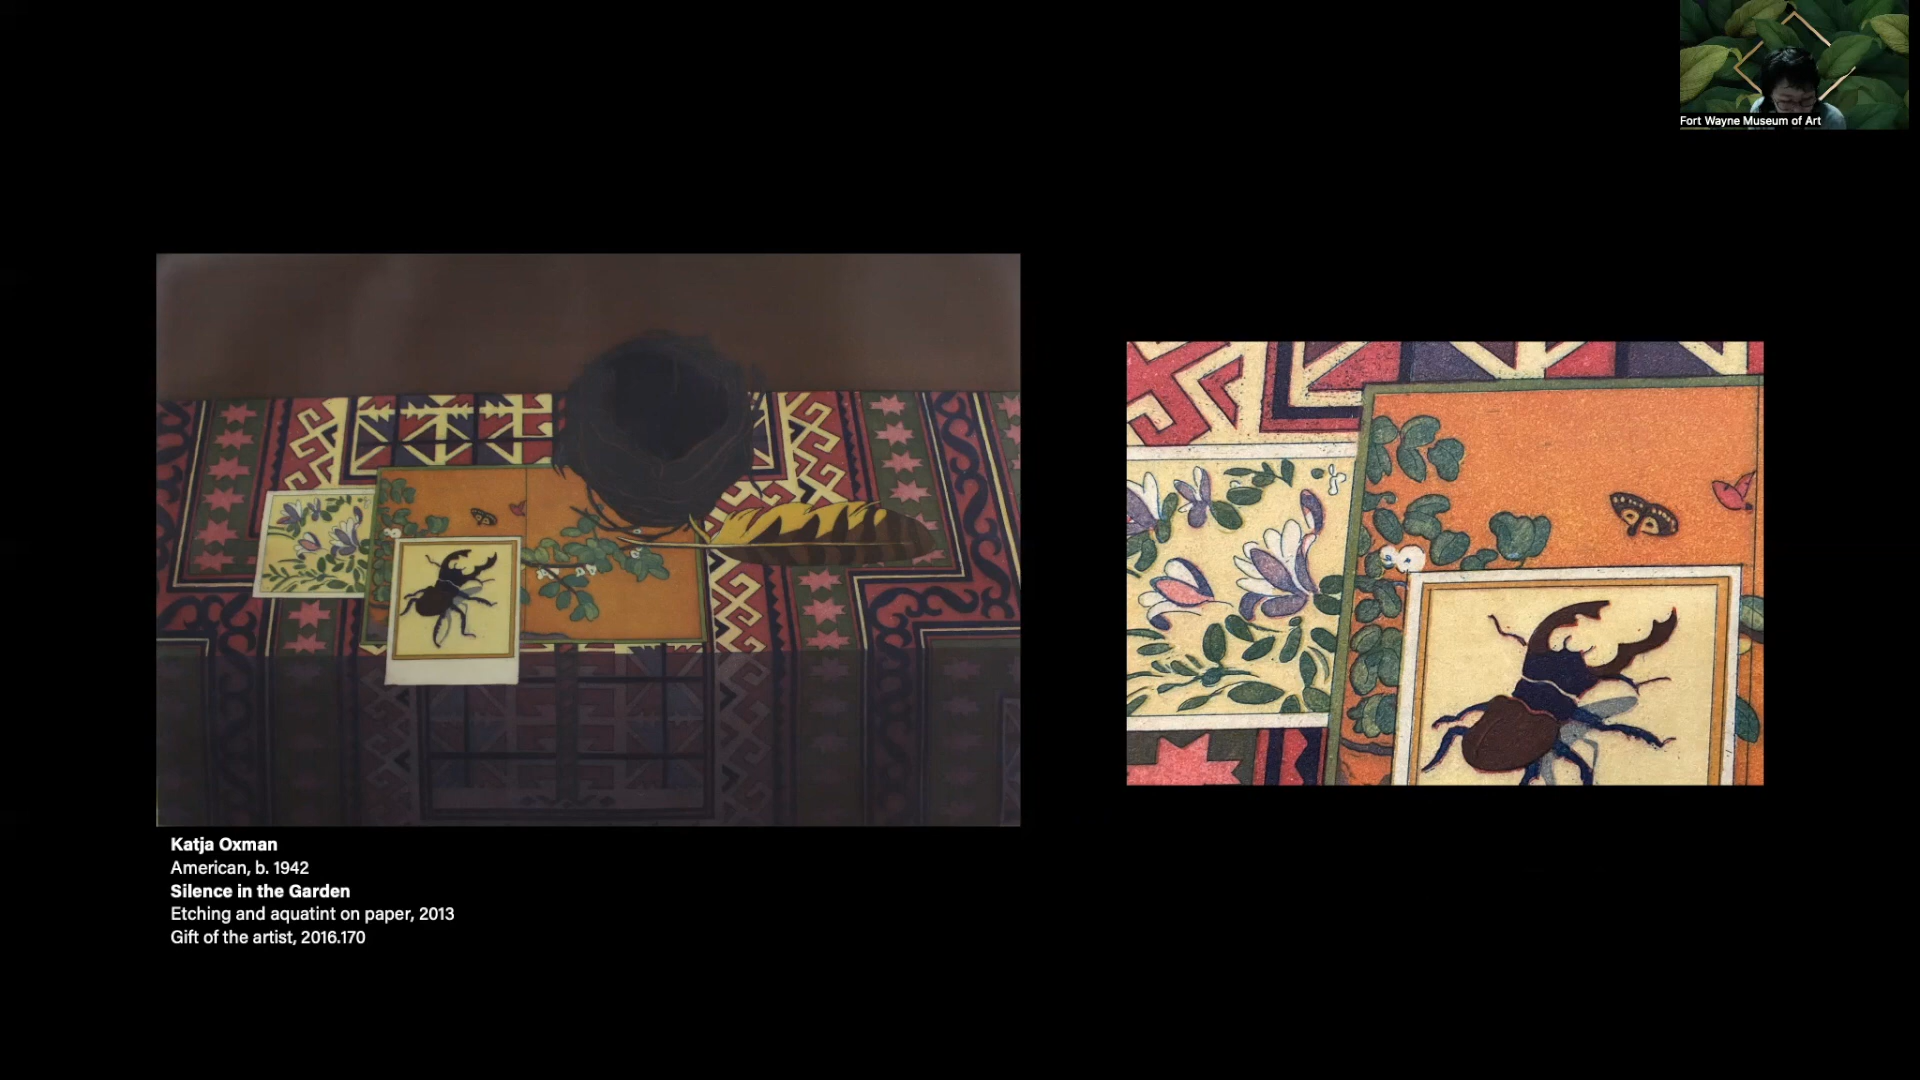 Fort Wayne Museum of Art
Katja Oxman
American, b. 1942
Silence in the Garden
Etching and aquatint on paper, 2013
Gift of the artist, 2016.170